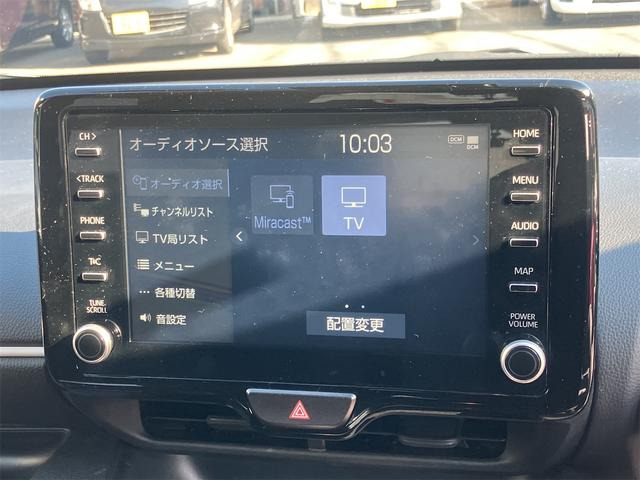 CH >
< TRACK
PHONE
T&C
TUNE
SCROLL
オーディオソース選択
10:03
DCM
DCM
オーディオ選択
チャンネルリスト
TV局リスト
メニュー
各種切替
音設定
Miracast™
TV
配置変更
HOME
MENU
AUDIO
MAP
POWER
VOLUME